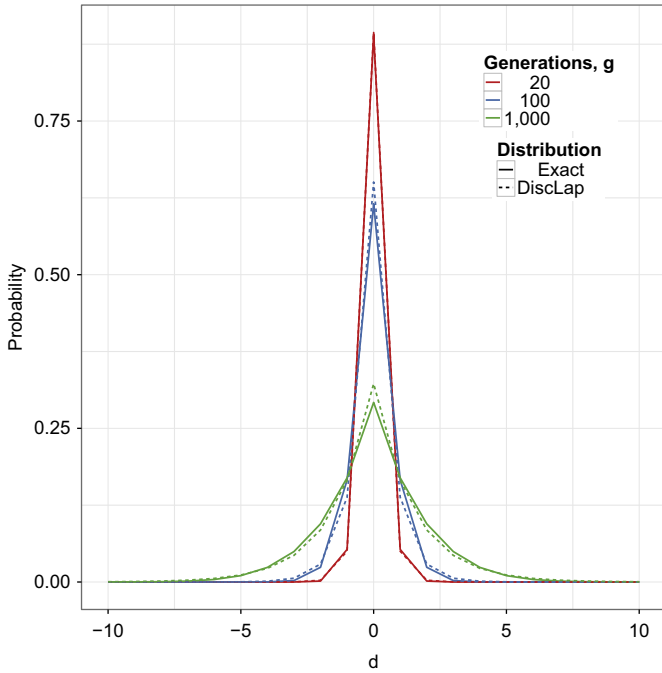 Generations, g
20
100
1,000
Distribution
Exact
DiscLap
0.75
0.50
0.25
0.00
Probability
−10
−5
0
5
10
d